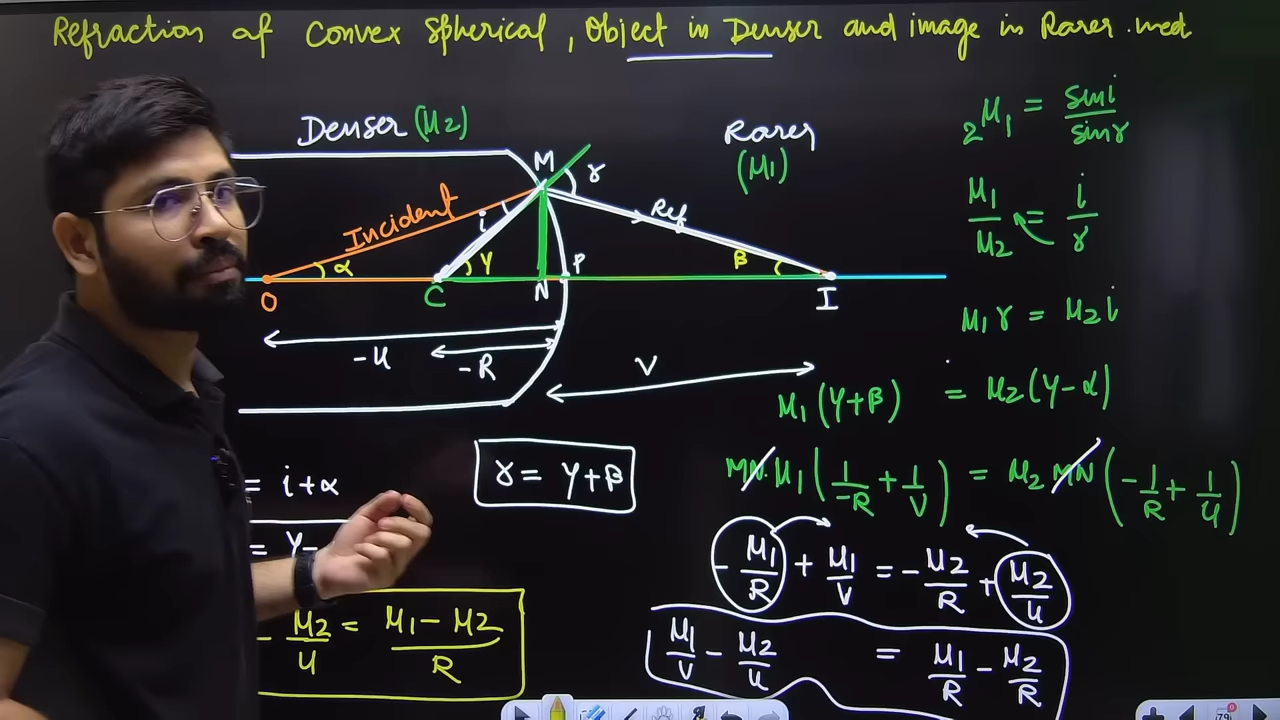 Refraction of Convex Spherical, Object in Denser and image in Rarer med
Denser (μ2)
Rarer
(μ1)
M
r
Incident
i
Ref
α
γ
β
O
C
N
P
I
-u
-R
v
₂μ₁ = sini/sinr
μ1/μ2 = i/r
μ1 r = μ2 i
μ1 (γ+β) = μ2 (γ-α)
MN.μ1 (1/-R + 1/v) = μ2 MN (-1/R + 1/u)
-μ1/R + μ1/v = -μ2/R + μ2/u
μ1/v - μ2/u = μ1/R - μ2/R
= i+α
= γ-
r = γ+β
- μ2/u = μ1 - μ2/R